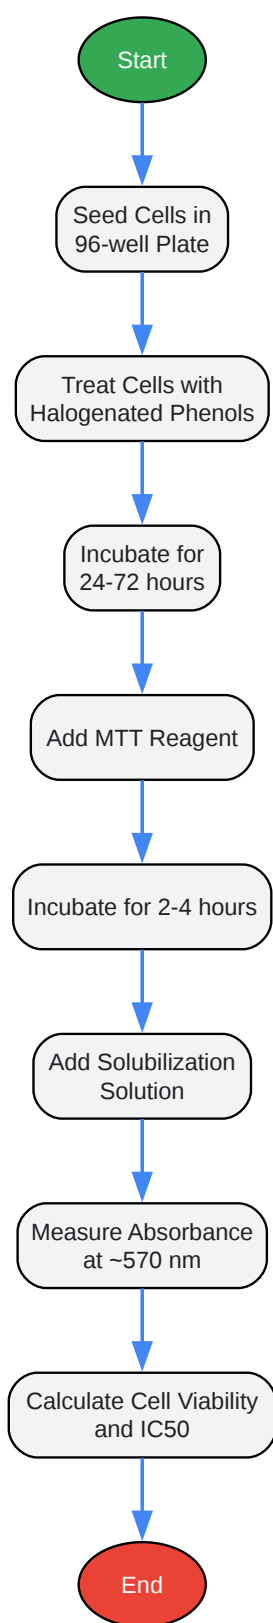 Start
Seed Cells in
96-well Plate
Treat Cells with
Halogenated Phenols
Incubate for
24-72 hours
Add MTT Reagent
Incubate for 2-4 hours
Add Solubilization
Solution
Measure Absorbance
at ~570 nm
Calculate Cell Viability
and IC50
End